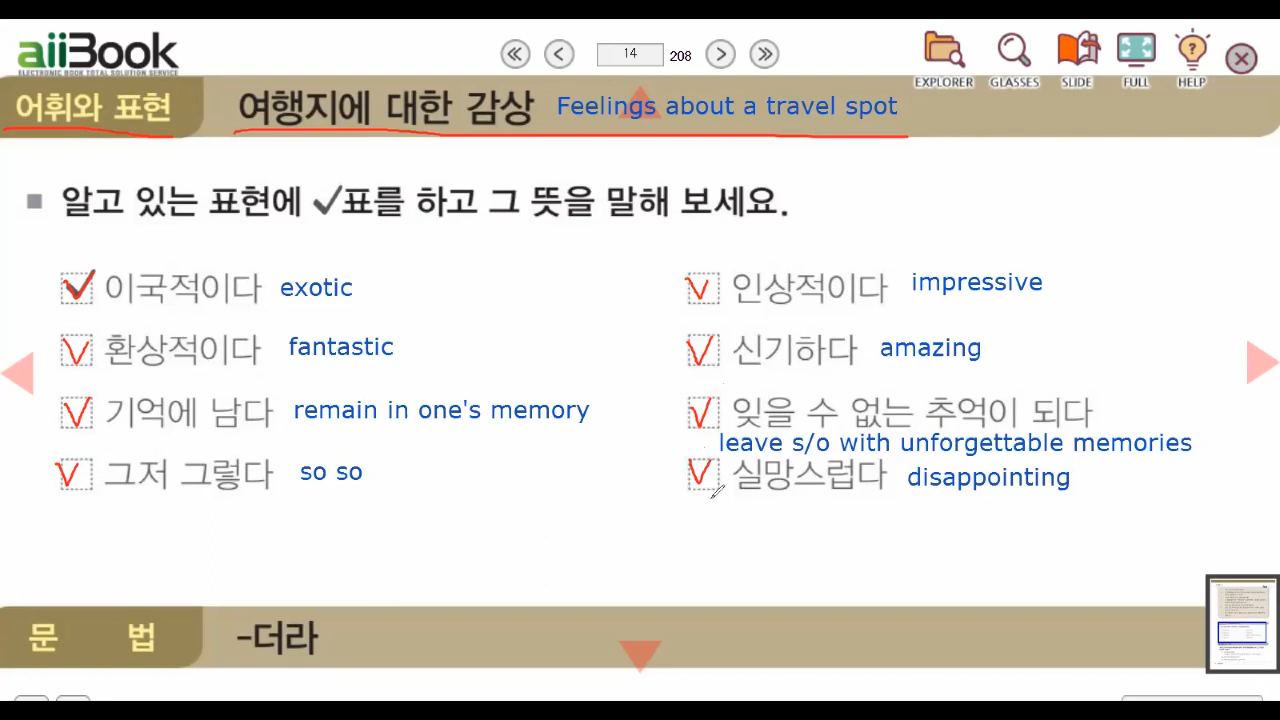 aiiBook
ELECTRONIC BOOK TOTAL SOLUTION SERVICE
14 208
EXPLORER GLASSES SLIDE FULL HELP
어휘와 표현 여행지에 대한 감상 Feelings about a travel spot
알고 있는 표현에 ✓표를 하고 그 뜻을 말해 보세요.
이국적이다 exotic
인상적이다 impressive
환상적이다 fantastic
신기하다 amazing
기억에 남다 remain in one's memory
잊을 수 없는 추억이 되다
leave s/o with unforgettable memories
그저 그렇다 so so
실망스럽다 disappointing
문 법 -더라